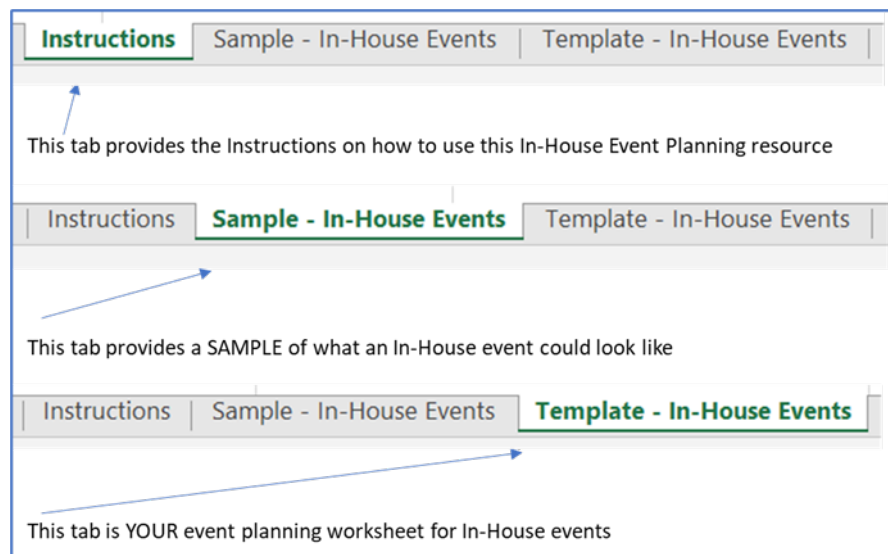 Instructions Sample - In-House Events Template - In-House Events
This tab provides the Instructions on how to use this In-House Event Planning resource
Instructions Sample - In-House Events Template - In-House Events
This tab provides a SAMPLE of what an In-House event could look like
Instructions Sample - In-House Events Template - In-House Events
This tab is YOUR event planning worksheet for In-House events